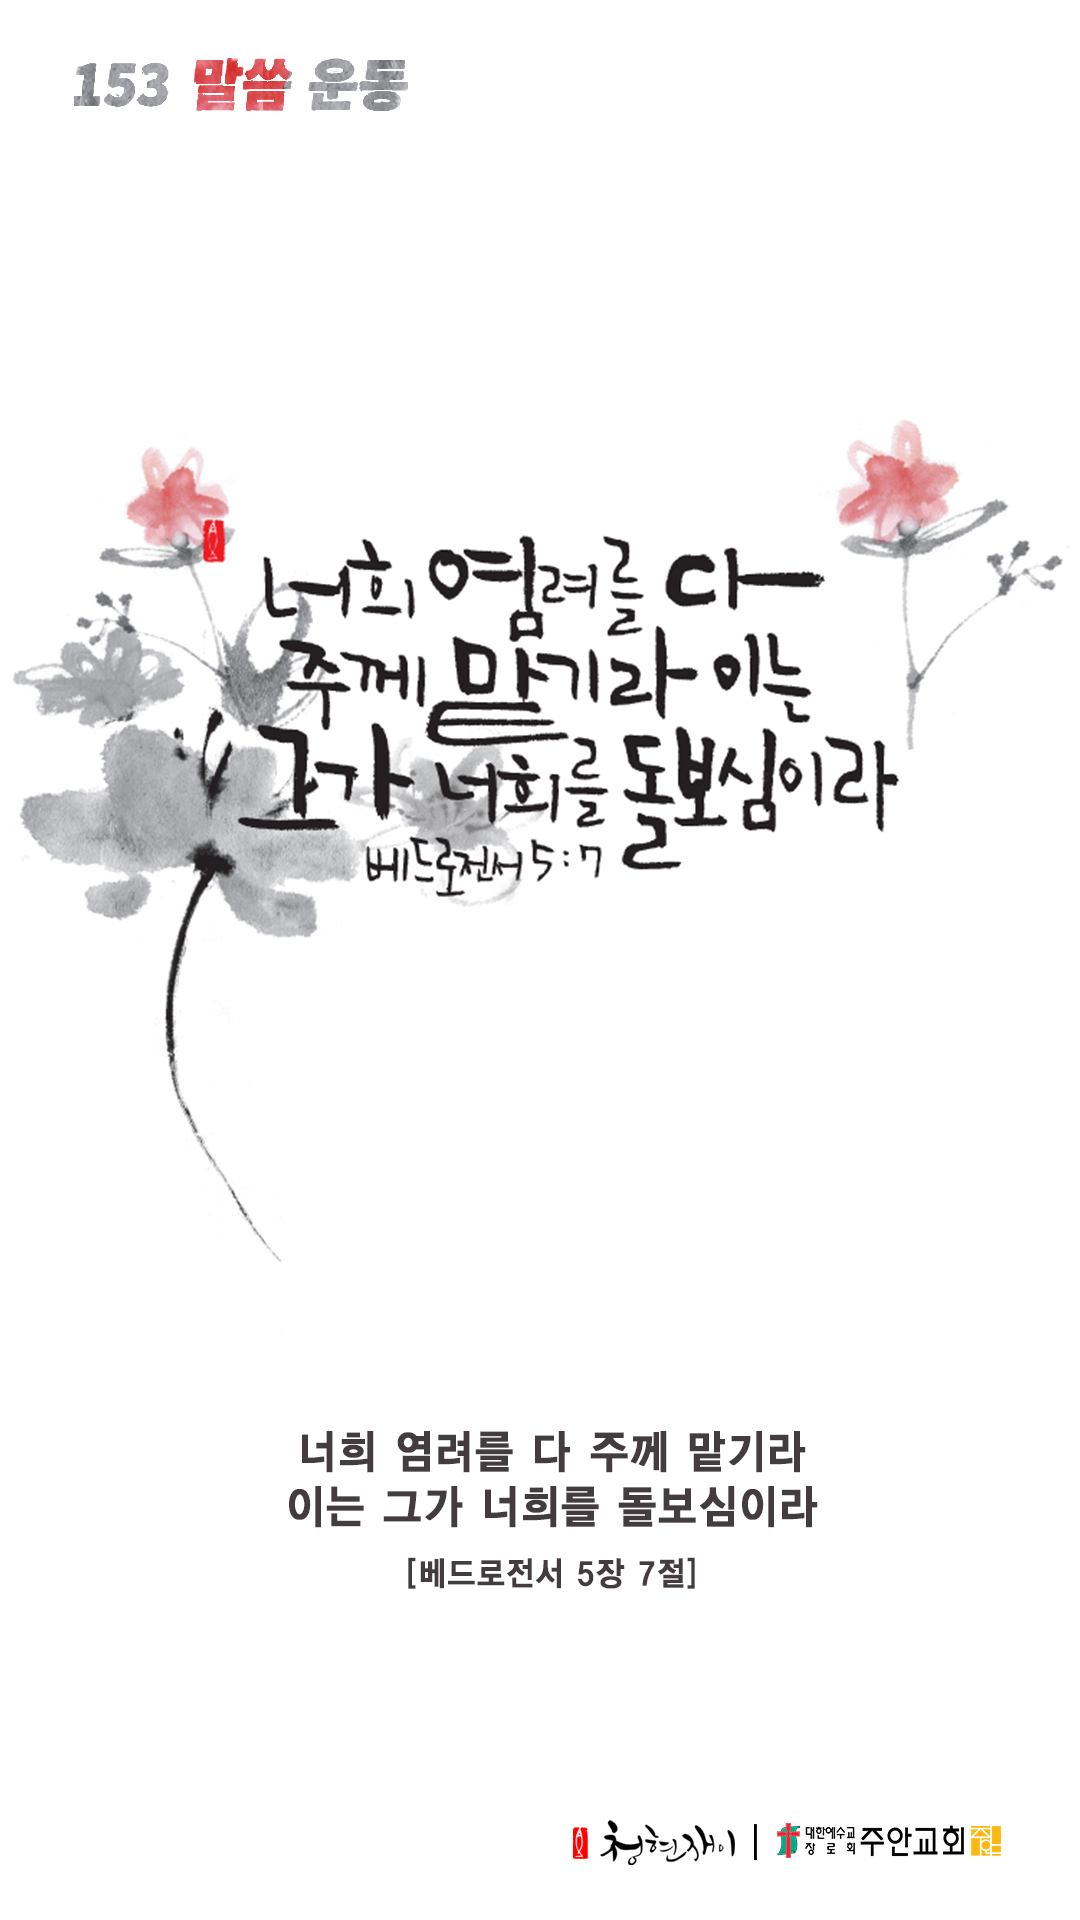 153 말씀 운동
너희 염려를 다
주께 맡기라 이는
그가 너희를 돌보심이라
베드로전서 5:7
너희 염려를 다 주께 맡기라
이는 그가 너희를 돌보심이라
[베드로전서 5장 7절]
청현재이 | 대한예수교
장로회 주안교회 주안